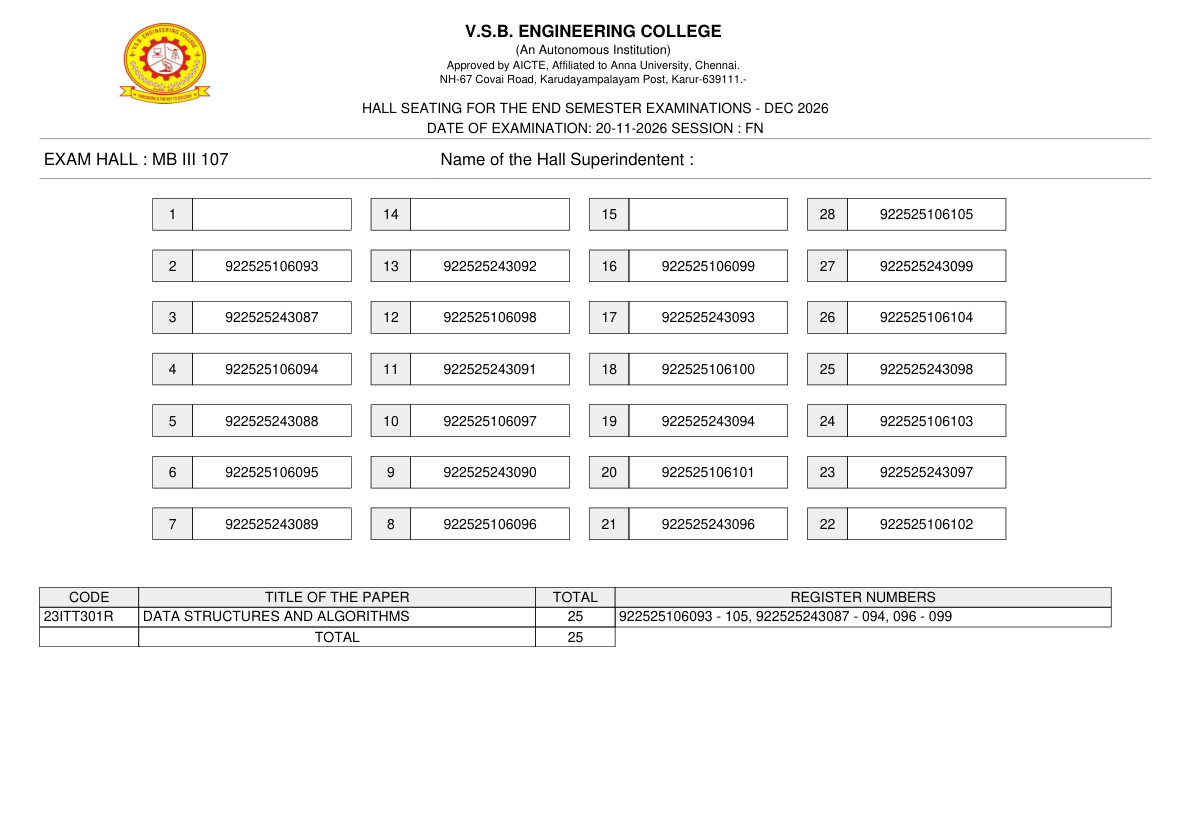 V.S.B. ENGINEERING COLLEGE
(An Autonomous Institution)
Approved by AICTE, Affiliated to Anna University, Chennai.
NH-67 Covai Road, Karudayampalayam Post, Karur-639111.-
HALL SEATING FOR THE END SEMESTER EXAMINATIONS - DEC 2026
DATE OF EXAMINATION: 20-11-2026 SESSION : FN
EXAM HALL : MB III 107 Name of the Hall Superindentent :
1 14 15 28 922525106105
2 922525106093 13 922525243092 16 922525106099 27 922525243099
3 922525243087 12 922525106098 17 922525243093 26 922525106104
4 922525106094 11 922525243091 18 922525106100 25 922525243098
5 922525243088 10 922525106097 19 922525243094 24 922525106103
6 922525106095 9 922525243090 20 922525106101 23 922525243097
7 922525243089 8 922525106096 21 922525243096 22 922525106102
CODE TITLE OF THE PAPER TOTAL REGISTER NUMBERS
23ITT301R DATA STRUCTURES AND ALGORITHMS 25 922525106093 - 105, 922525243087 - 094, 096 - 099
TOTAL 25